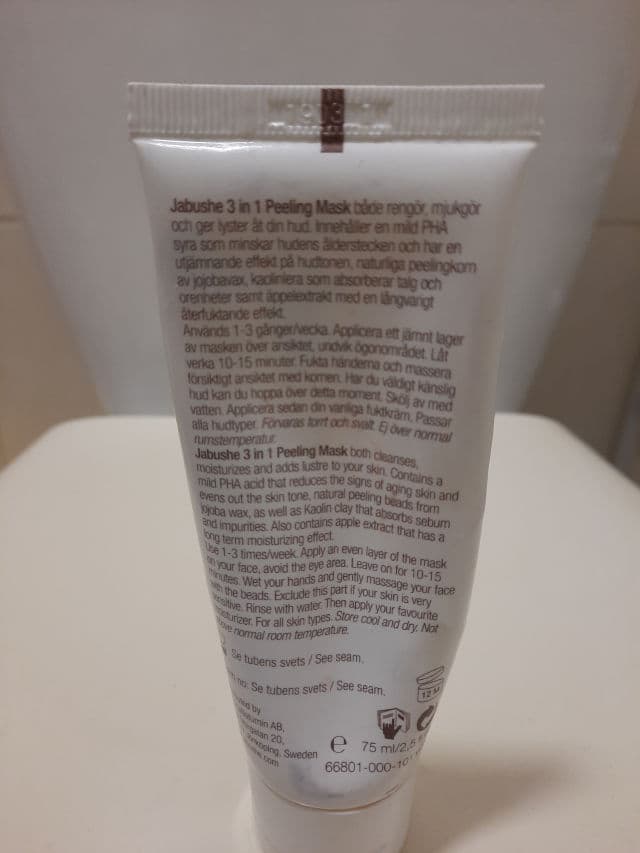 Jabushe 3 in 1 Peeling Mask både rengör, mjukgör
och ger lyster åt din hud. Innehåller en mild PHA
syra som minskar hudens ålderstecken och har en
utjämnande effekt på hudtonen, naturliga peelingkorn
av jojobavax, kaolinlera som absorberar talg och
orenheter samt äppelextrakt med en långvarigt
återfuktande effekt.
Används 1-3 gånger/vecka. Applicera ett jämnt lager
av masken över ansiktet, undvik ögonområdet. Låt
verka 10-15 minuter. Fukta händerna och massera
försiktigt ansiktet med kornen. Har du väldigt känslig
hud kan du hoppa över detta moment. Skölj av med
vatten. Applicera sedan din vanliga fuktkräm. Passar
alla hudtyper. Förvaras torrt och svalt. Ej över normal
rumstemperatur.
Jabushe 3 in 1 Peeling Mask both cleanses,
moisturizes and adds lustre to your skin. Contains a
mild PHA acid that reduces the signs of aging skin and
evens out the skin tone, natural peeling beads from
jojoba wax, as well as Kaolin clay that absorbs sebum
and impurities. Also contains apple extract that has a
long term moisturizing effect.
Use 1-3 times/week. Apply an even layer of the mask
on your face, avoid the eye area. Leave on for 10-15
minutes. Wet your hands and gently massage your face
with the beads. Exclude this part if your skin is very
sensitive. Rinse with water. Then apply your favourite
moisturizer. For all skin types. Store cool and dry. Not
above normal room temperature.
Se tubens svets / See seam.
no: Se tubens svets / See seam.
by
AB,
20,
Sweden
.com
12 M
e 75 ml/2,5
66801-000-10